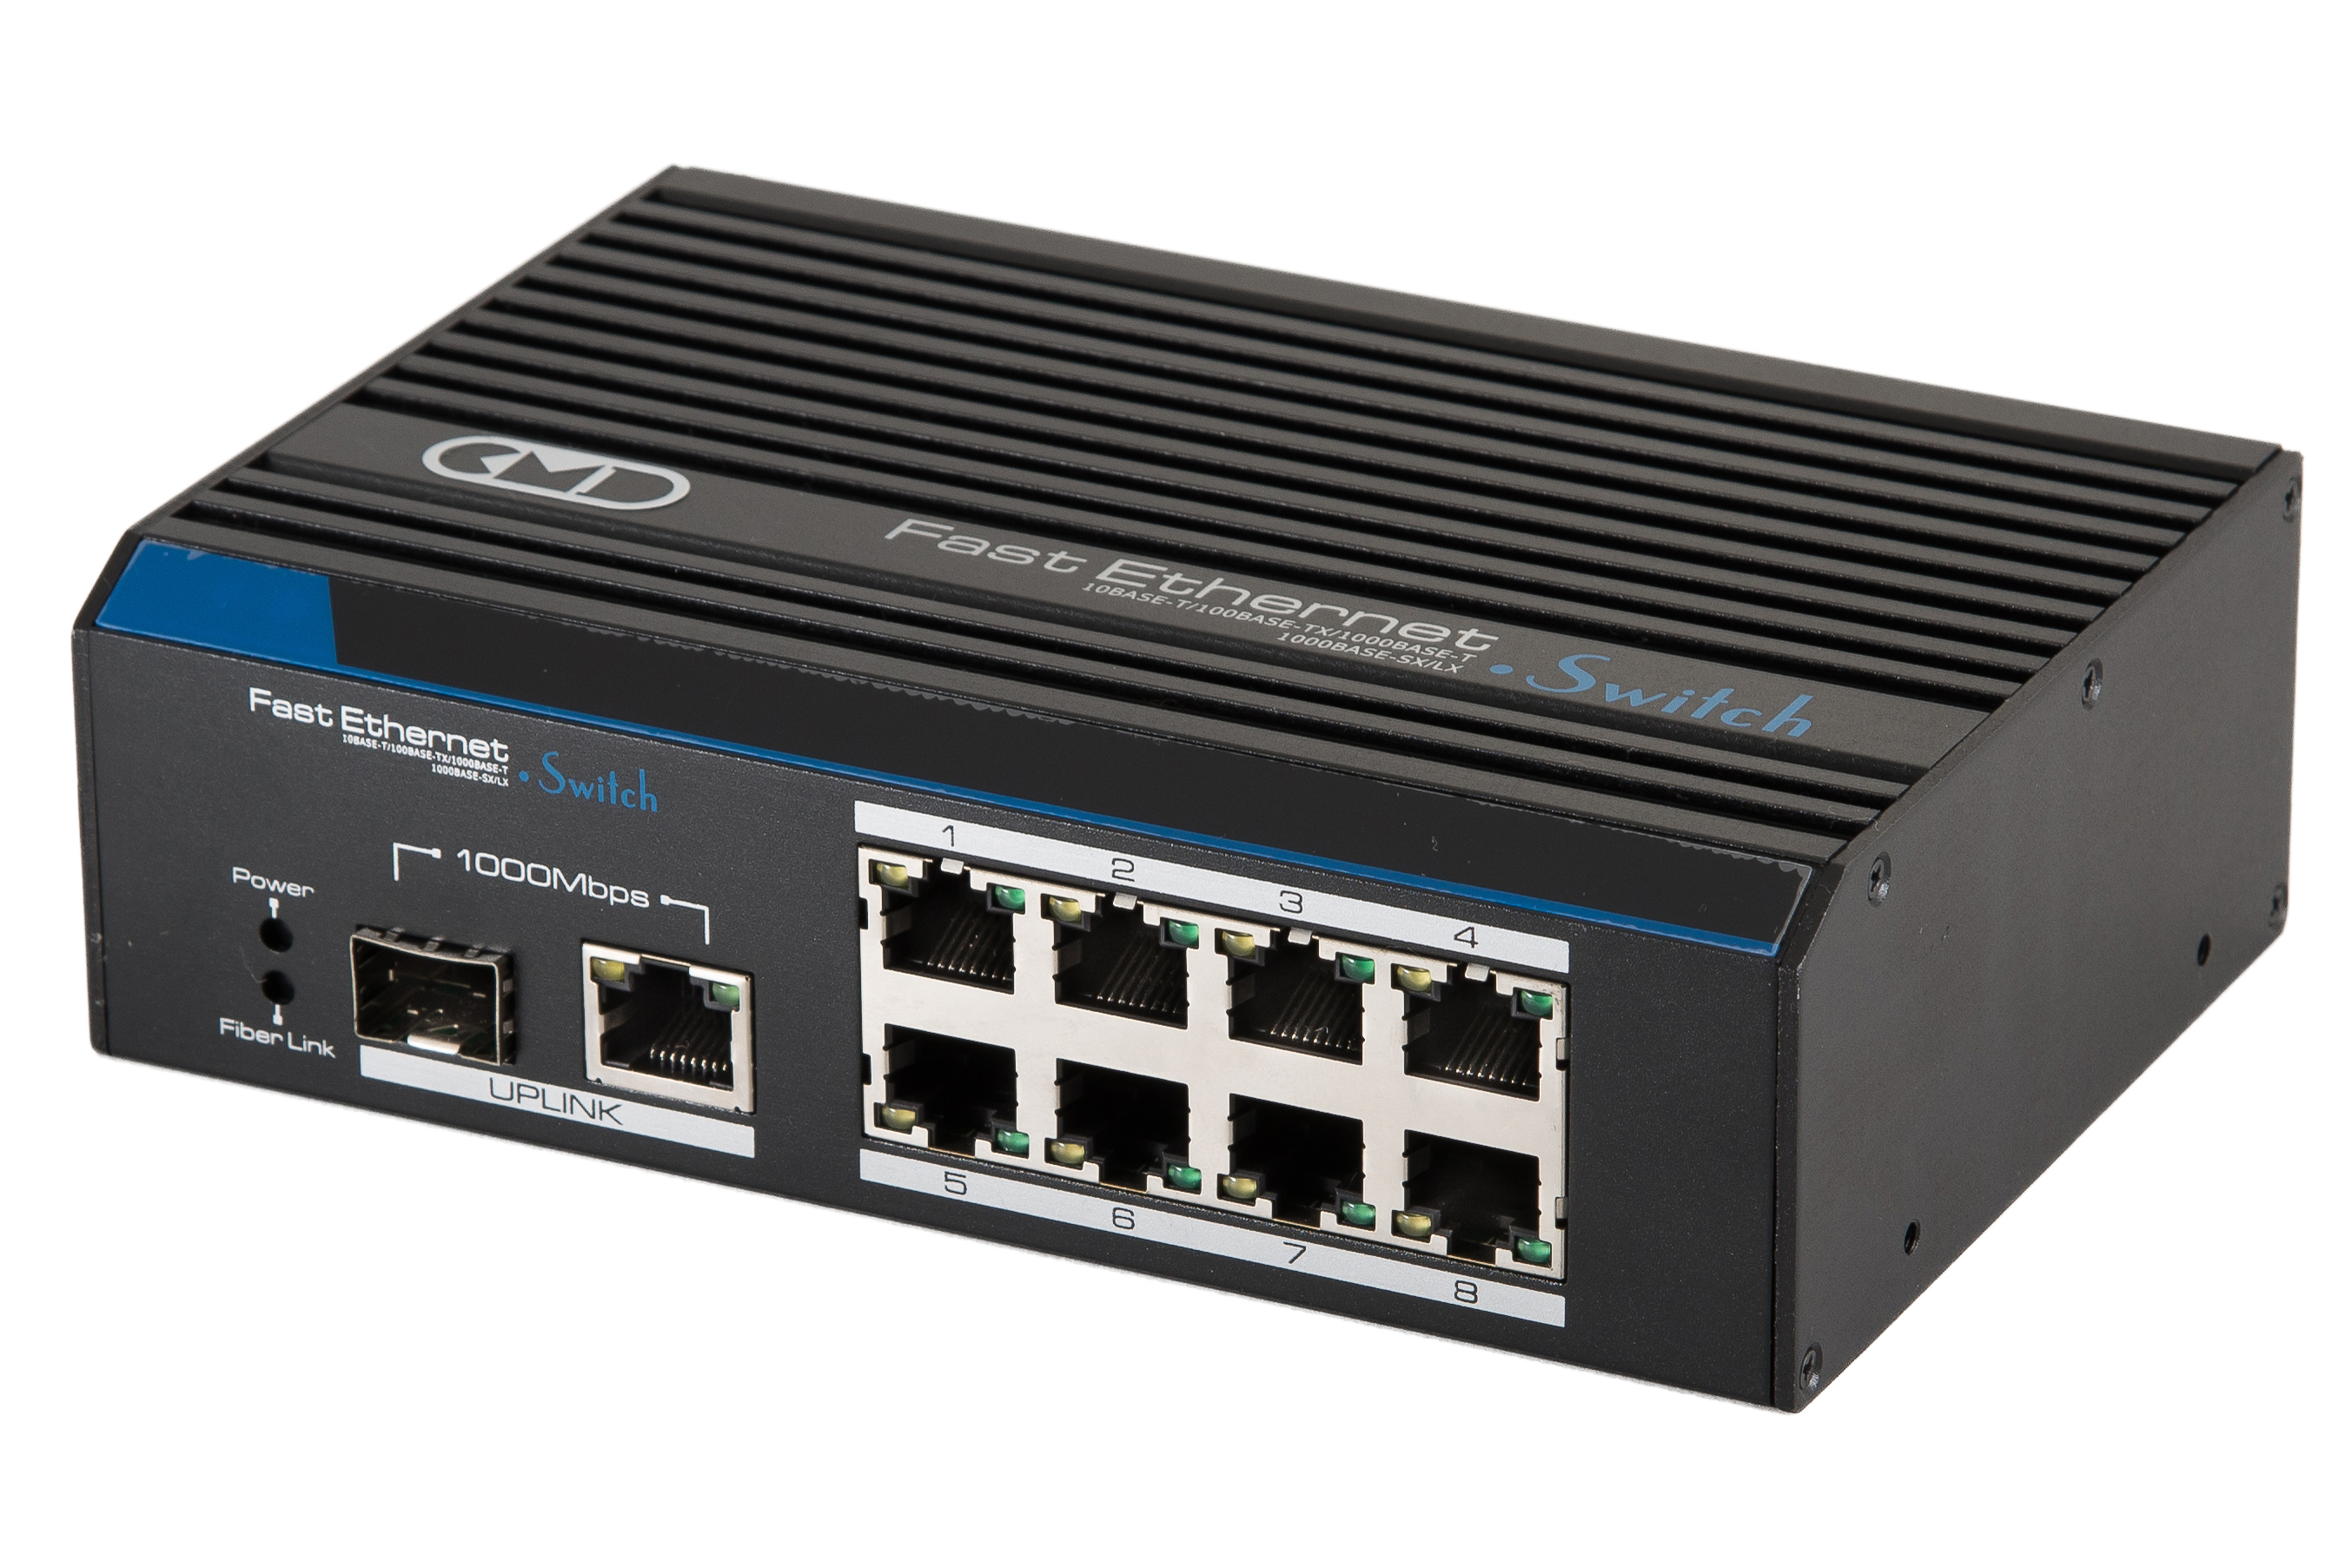 CMD
Fast Ethernet
10BASE-T/100BASE-TX/1000BASE-T
1000BASE-SX/LX
• Switch
Fast Ethernet
10BASE-T/100BASE-TX/1000BASE-T
1000BASE-SX/LX
• Switch
1000Mbps
Power
Fiber Link
UPLINK
1 2 3 4
5 6 7 8